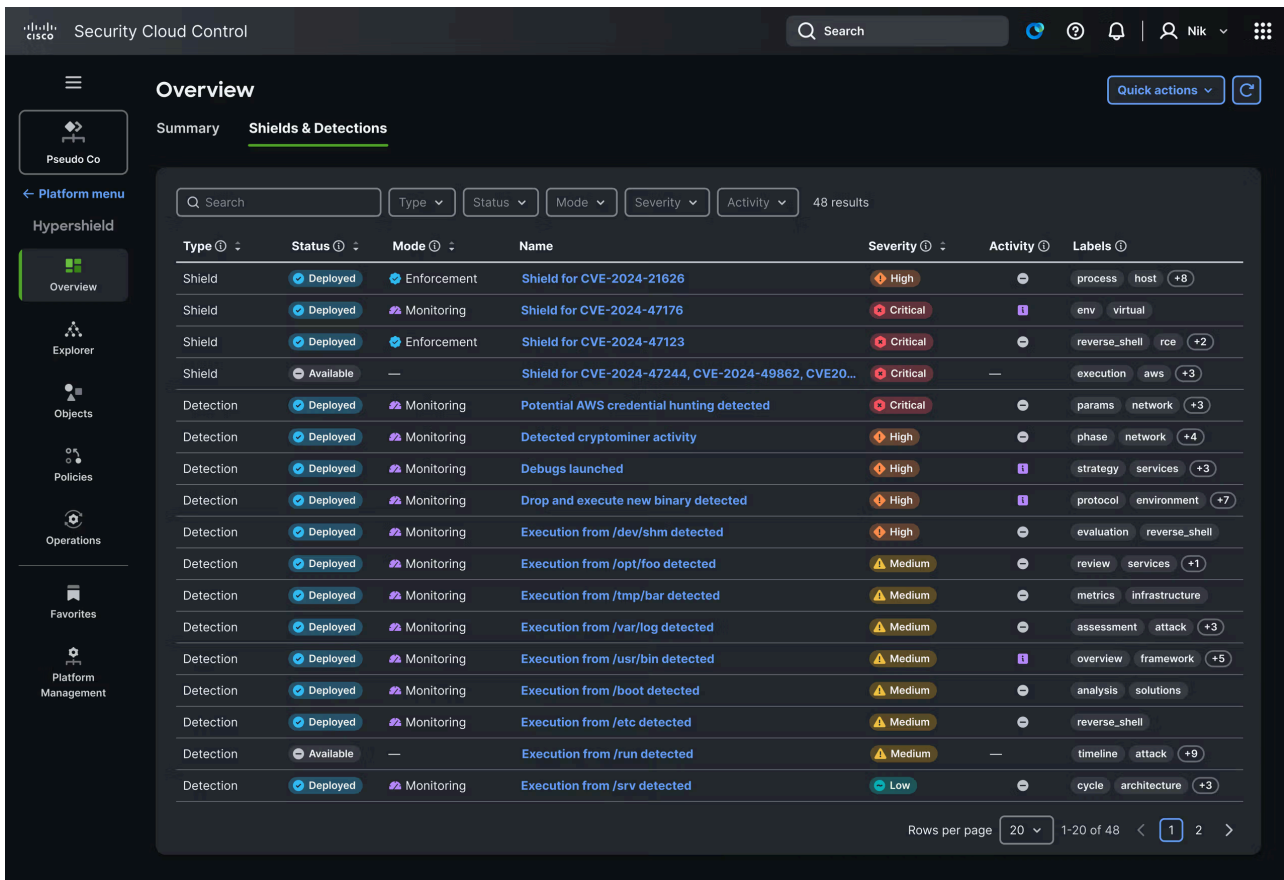 CISCO Security Cloud Control Search Nik
Overview Quick actions
Summary Shields & Detections
Pseudo Co
← Platform menu
Hypershield
Overview
Explorer
Objects
Policies
Operations
Favorites
Platform
Management
Search Type Status Mode Severity Activity 48 results
Type Status Mode Name Severity Activity Labels
Shield Deployed Enforcement Shield for CVE-2024-21626 High process host +8
Shield Deployed Monitoring Shield for CVE-2024-47176 Critical env virtual
Shield Deployed Enforcement Shield for CVE-2024-47123 Critical reverse_shell rce +2
Shield Available — Shield for CVE-2024-47244, CVE-2024-49862, CVE20... Critical — execution aws +3
Detection Deployed Monitoring Potential AWS credential hunting detected Critical params network +3
Detection Deployed Monitoring Detected cryptominer activity High phase network +4
Detection Deployed Monitoring Debugs launched High strategy services +3
Detection Deployed Monitoring Drop and execute new binary detected High protocol environment +7
Detection Deployed Monitoring Execution from /dev/shm detected High evaluation reverse_shell
Detection Deployed Monitoring Execution from /opt/foo detected Medium review services +1
Detection Deployed Monitoring Execution from /tmp/bar detected Medium metrics infrastructure
Detection Deployed Monitoring Execution from /var/log detected Medium assessment attack +3
Detection Deployed Monitoring Execution from /usr/bin detected Medium overview framework +5
Detection Deployed Monitoring Execution from /boot detected Medium analysis solutions
Detection Deployed Monitoring Execution from /etc detected Medium reverse_shell
Detection Available — Execution from /run detected Medium — timeline attack +9
Detection Deployed Monitoring Execution from /srv detected Low cycle architecture +3
Rows per page 20 1-20 of 48 1 2